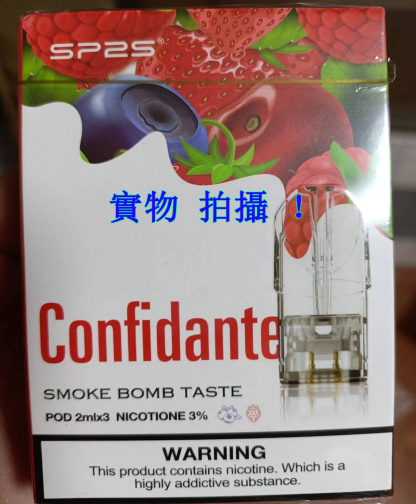 SP2S®
實物 拍攝 !
Confidante
SMOKE BOMB TASTE
POD 2mlx3 NICOTIONE 3%
WARNING
This product contains nicotine. Which is a
highly addictive substance.